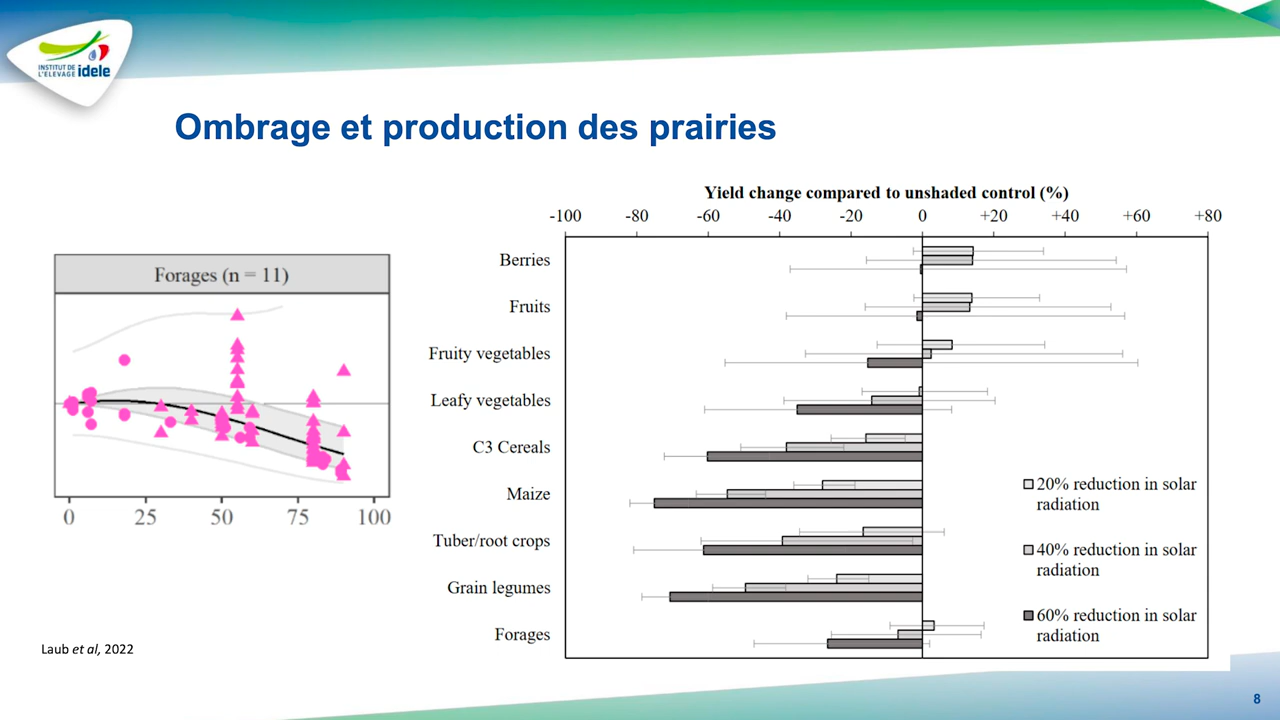 INSTITUT DE
L'ELEVAGE idele
Ombrage et production des prairies
Forages (n = 11)
0 25 50 75 100
Yield change compared to unshaded control (%)
-100 -80 -60 -40 -20 0 +20 +40 +60 +80
Berries
Fruits
Fruity vegetables
Leafy vegetables
C3 Cereals
Maize
Tuber/root crops
Grain legumes
Forages
20% reduction in solar
radiation
40% reduction in solar
radiation
60% reduction in solar
radiation
Laub et al, 2022
8